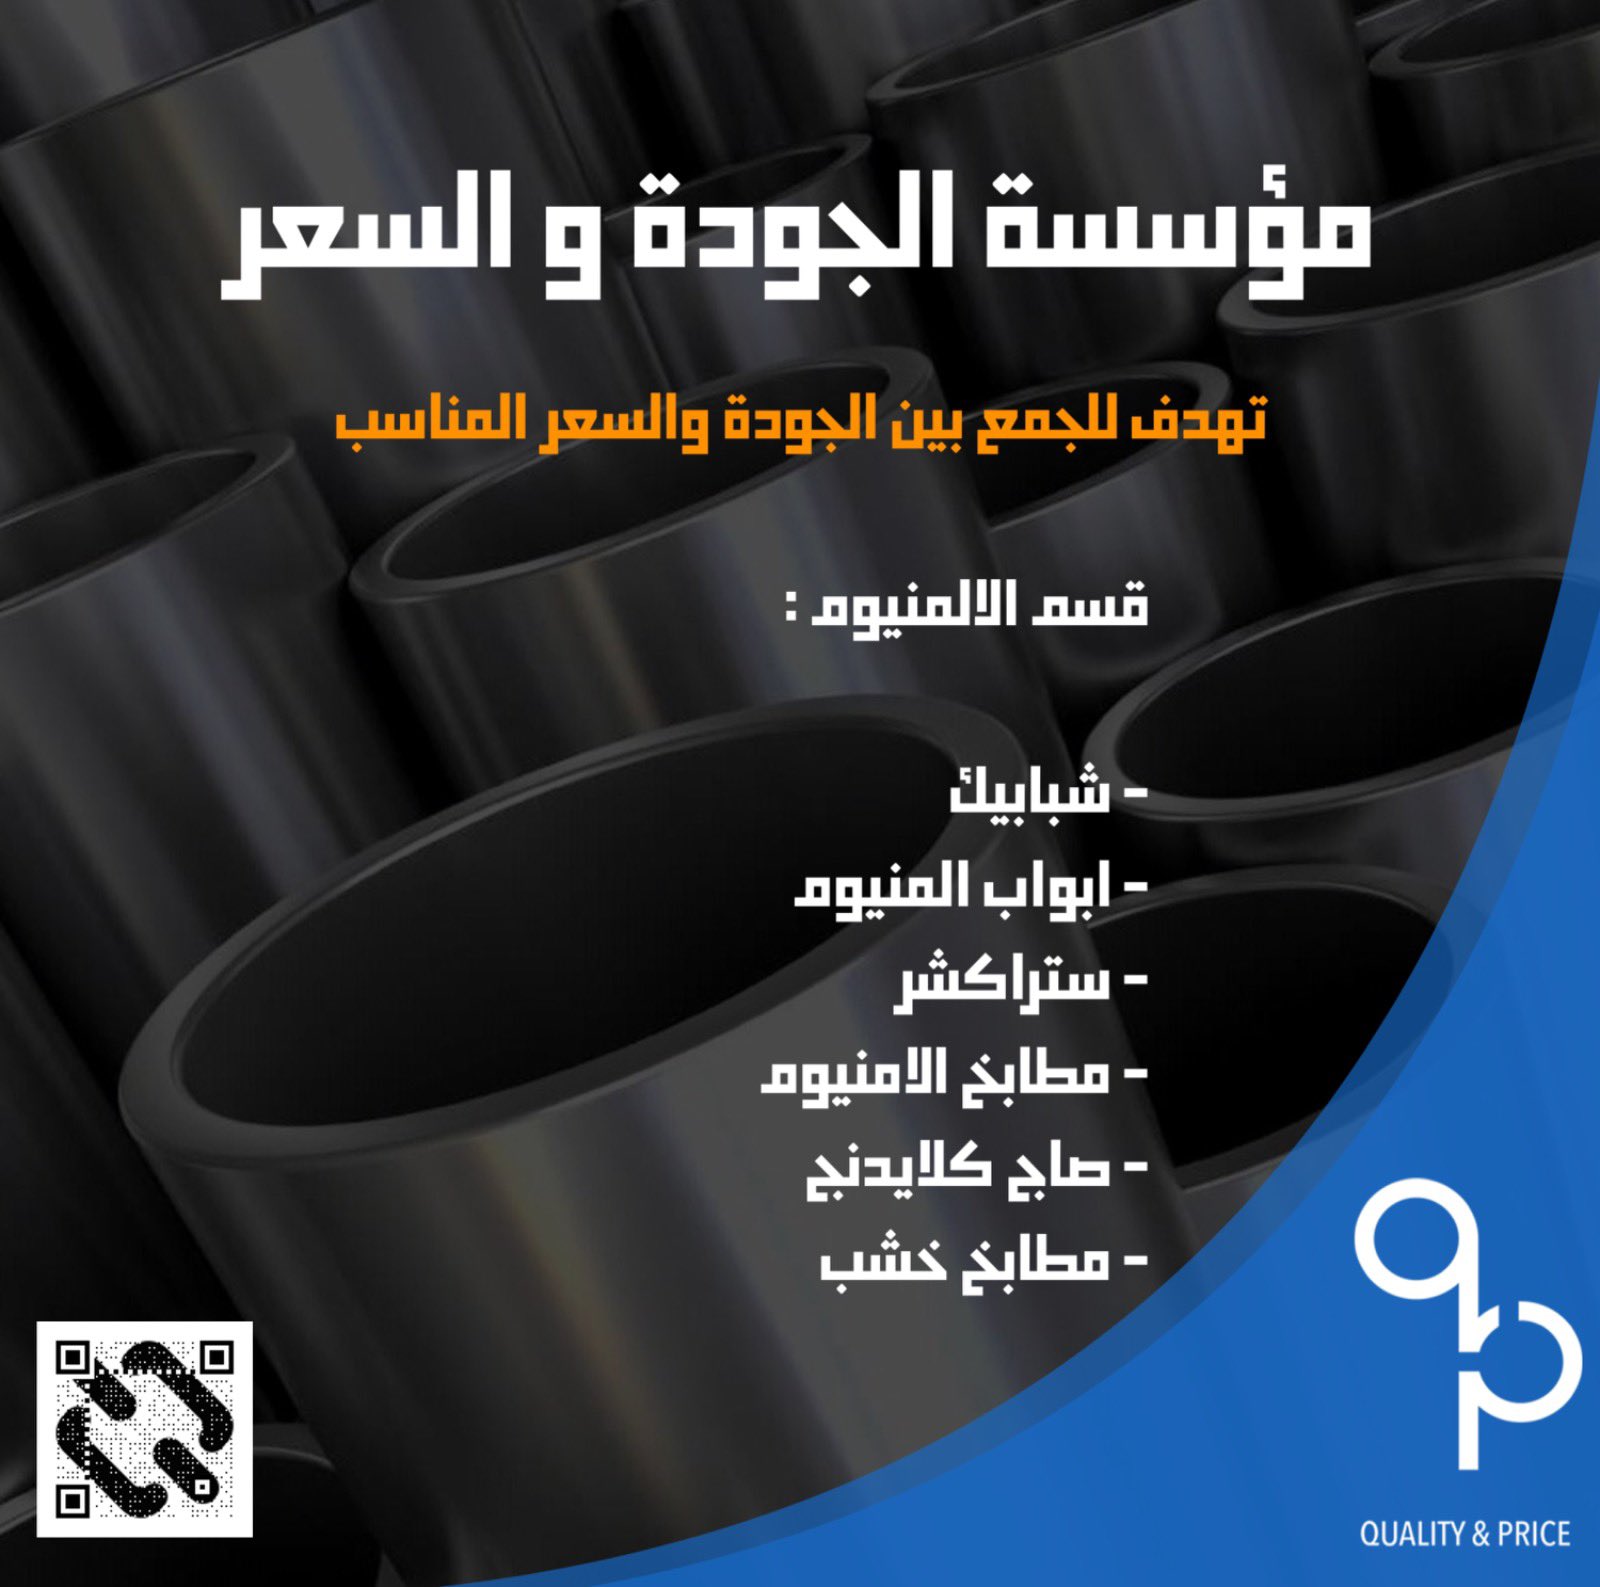 مؤسسة الجودة و السعر
تهدف للجمع بين الجودة والسعر المناسب
قسم الالمنيوم :
- شبابيك
- ابواب المنيوم
- ستراكشر
- مطابخ الامنيوم
- صاج كلايدنج
- مطابخ خشب
qp
QUALITY & PRICE